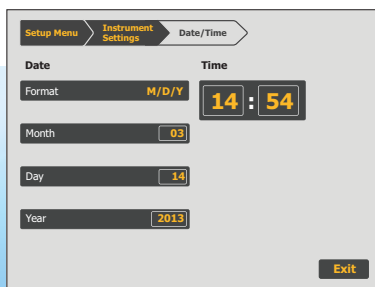 Setup Menu
Instrument
Settings
Date/Time
Date
Time
Format M/D/Y
14 : 54
Month 03
Day 14
Year 2013
Exit